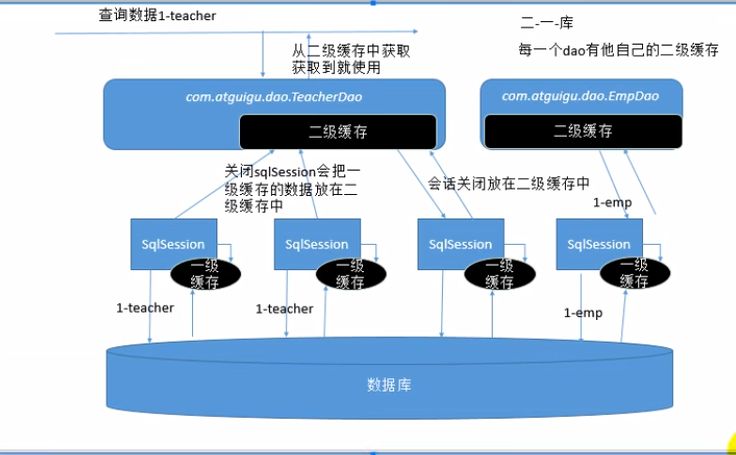 查询数据1-teacher
二-一-库
从二级缓存中获取
获取到就使用
每一个dao有他自己的二级缓存
com.atguigu.dao.TeacherDao
com.atguigu.dao.EmpDao
二级缓存
二级缓存
关闭sqlSession会把一
级缓存的数据放在二
级缓存中
会话关闭放在二级缓存中
1-emp
SqlSession
SqlSession
SqlSession
SqlSession
一级
缓存
一级
缓存
一级
缓存
一级
缓存
1-teacher
1-teacher
1-emp
数据库